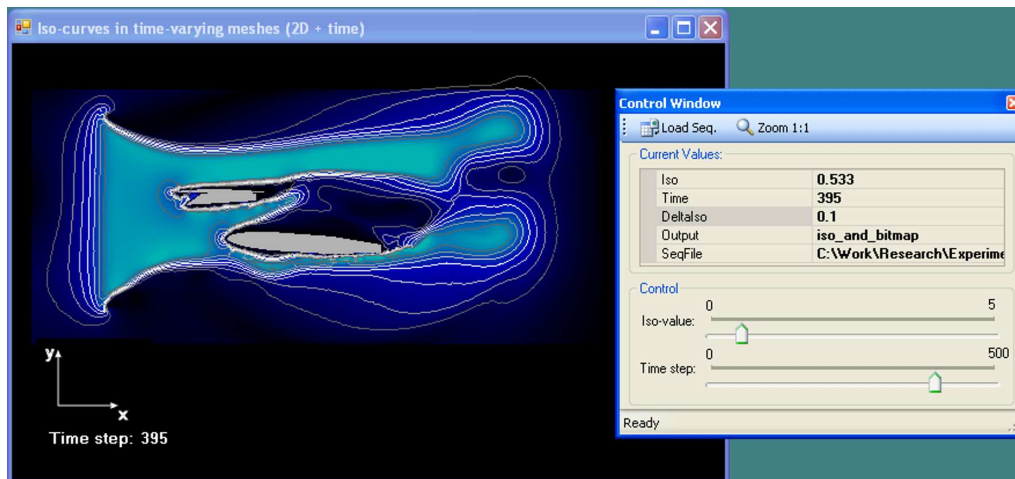 Iso-curves in time-varying meshes (2D + time)
Control Window
Load Seq. Zoom 1:1
Current Values:
Iso 0.533
Time 395
DeltaIso 0.1
Output iso_and_bitmap
SeqFile C:\Work\Research\Experime
Control
0 5
Iso-value:
0 500
Time step:
Ready
y
x
Time step: 395